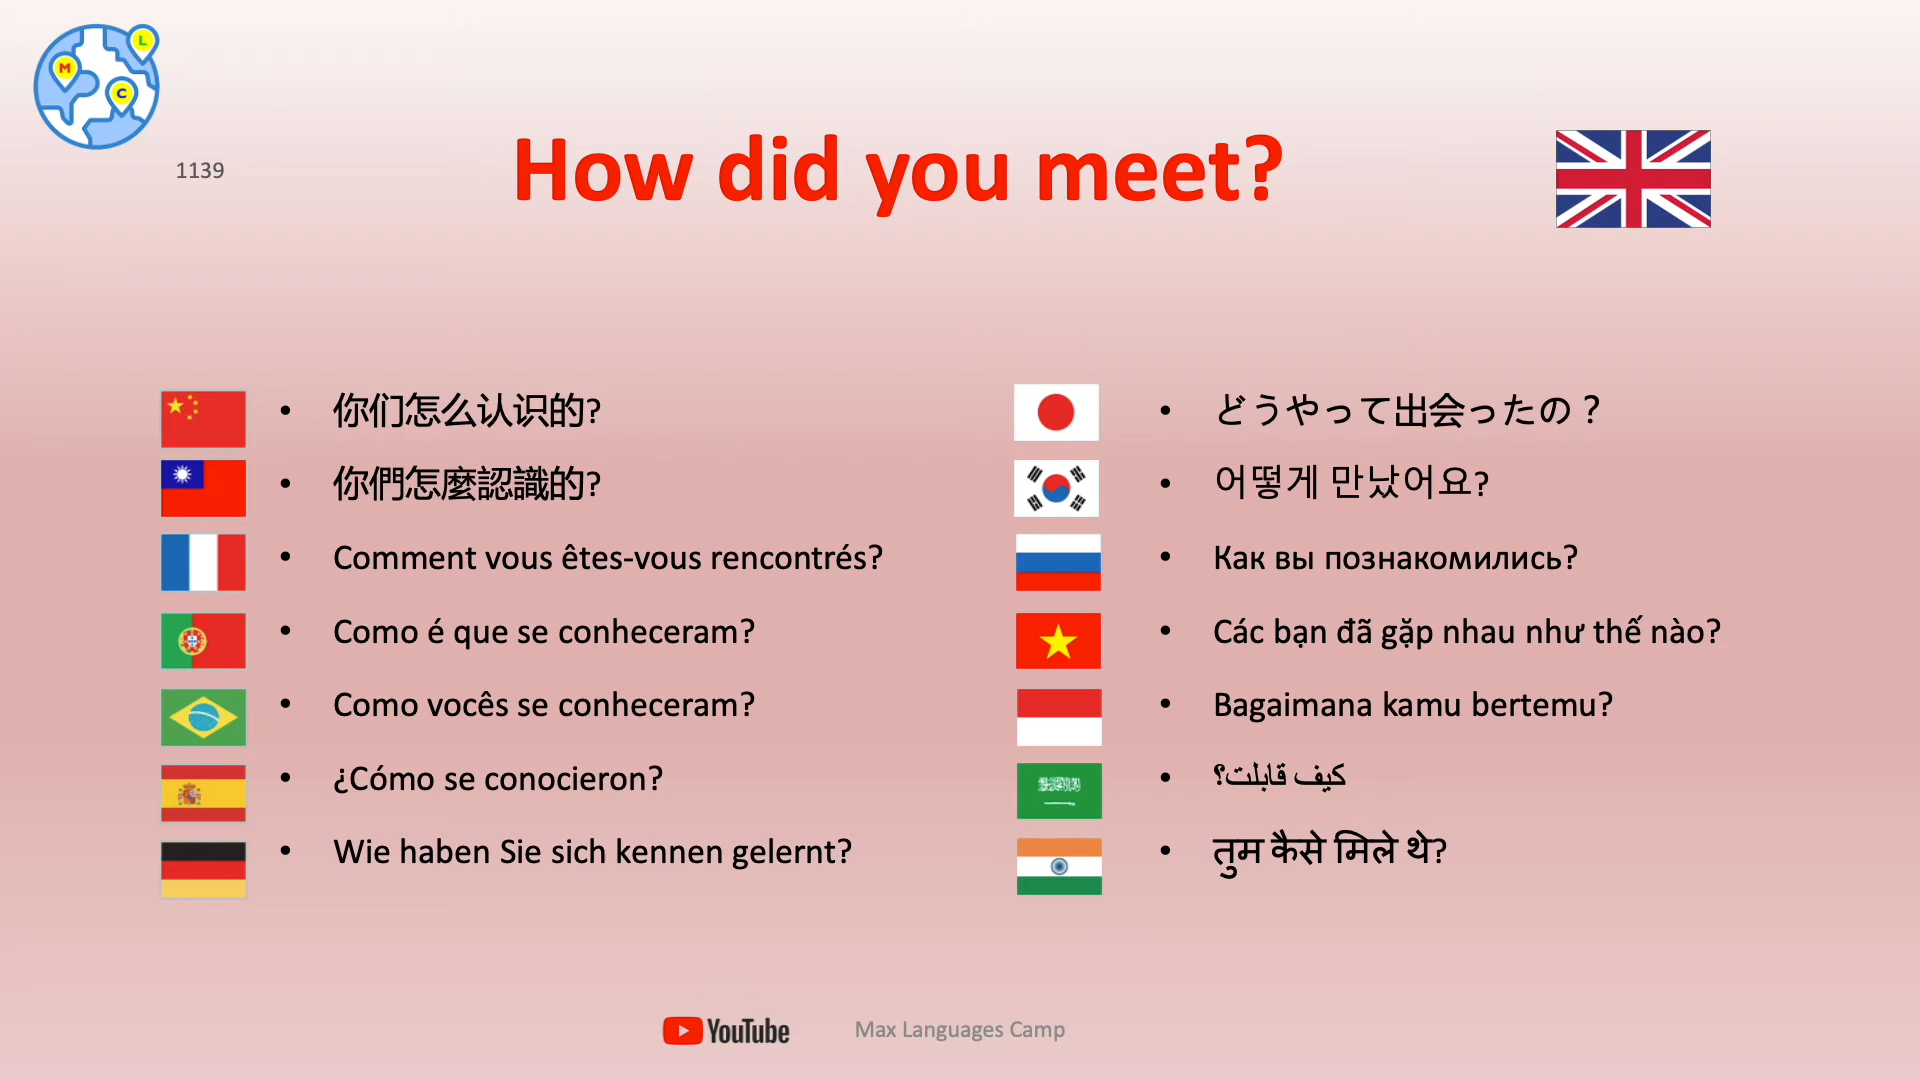 L
M
C
1139
How did you meet?
• 你们怎么认识的?
• 你們怎麼認識的?
• Comment vous êtes-vous rencontrés?
• Como é que se conheceram?
• Como vocês se conheceram?
• ¿Cómo se conocieron?
• Wie haben Sie sich kennen gelernt?
• どうやって出会ったの？
• 어떻게 만났어요?
• Как вы познакомились?
• Các bạn đã gặp nhau như thế nào?
• Bagaimana kamu bertemu?
• كيف قابلت؟
• तुम कैसे मिले थे?
YouTube
Max Languages Camp